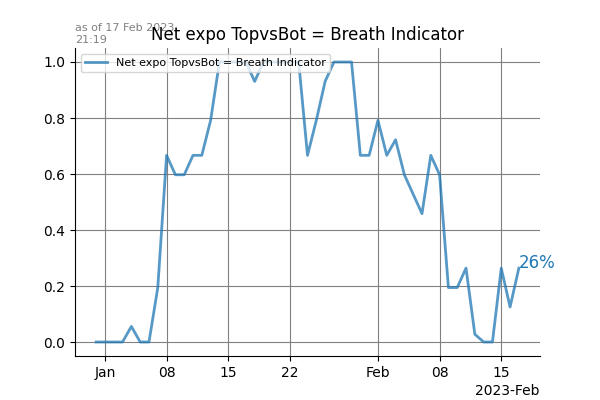 as of 17 Feb 2023
21:19
Net expo TopvsBot = Breath Indicator
Net expo TopvsBot = Breath Indicator
1.0
0.8
0.6
0.4
0.2
0.0
26%
Jan 08 15 22 Feb 08 15
2023-Feb